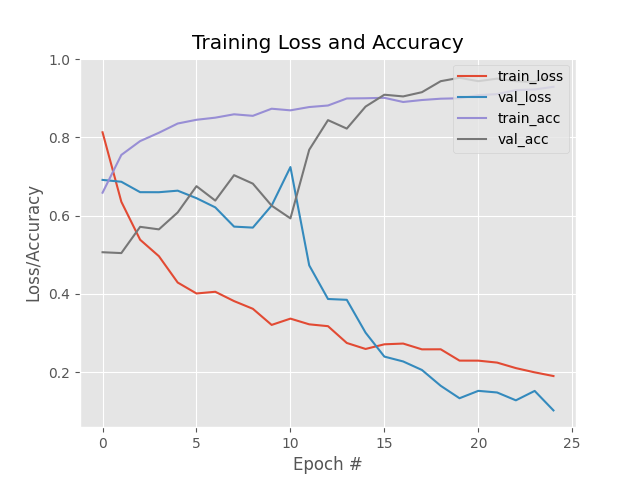 Training Loss and Accuracy
1.0
0.8
0.6
0.4
0.2
Loss/Accuracy
train_loss
val_loss
train_acc
val_acc
0 5 10 15 20 25
Epoch #